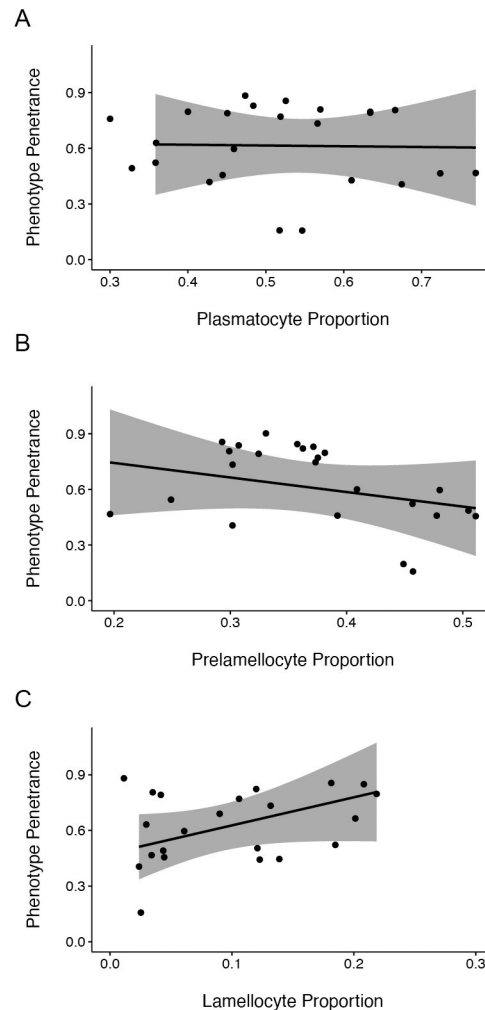 A
Phenotype Penetrance
0.9
0.6
0.3
0.0
0.3 0.4 0.5 0.6 0.7
Plasmatocyte Proportion
B
Phenotype Penetrance
0.9
0.6
0.3
0.0
0.2 0.3 0.4 0.5
Prelamellocyte Proportion
C
Phenotype Penetrance
0.9
0.6
0.3
0.0
0.0 0.1 0.2 0.3
Lamellocyte Proportion